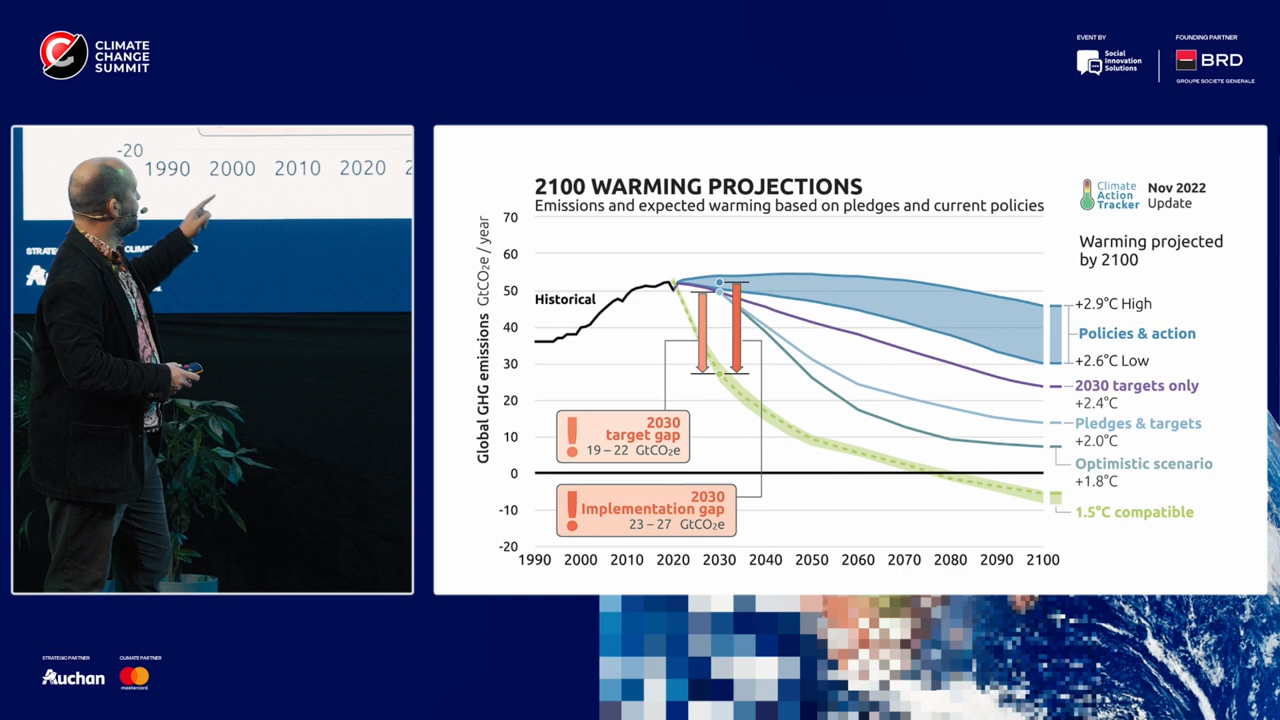 CLIMATE
CHANGE
SUMMIT
EVENT BY
Social
Innovation
Solutions
FOUNDING PARTNER
BRD
GROUPE SOCIETE GENERALE
-20
1990 2000 2010 2020 2
STRATE
CLIMATE
2100 WARMING PROJECTIONS
Emissions and expected warming based on pledges and current policies
Climate
Action
Tracker
Nov 2022
Update
Warming projected
by 2100
Global GHG emissions GtCO₂e / year
70
60
50
40
30
20
10
0
-10
-20
1990 2000 2010 2020 2030 2040 2050 2060 2070 2080 2090 2100
Historical
2030
target gap
19 – 22 GtCO₂e
2030
Implementation gap
23 – 27 GtCO₂e
+2.9°C High
Policies & action
+2.6°C Low
2030 targets only
+2.4°C
Pledges & targets
+2.0°C
Optimistic scenario
+1.8°C
1.5°C compatible
STRATEGIC PARTNER
Auchan
CLIMATE PARTNER
mastercard